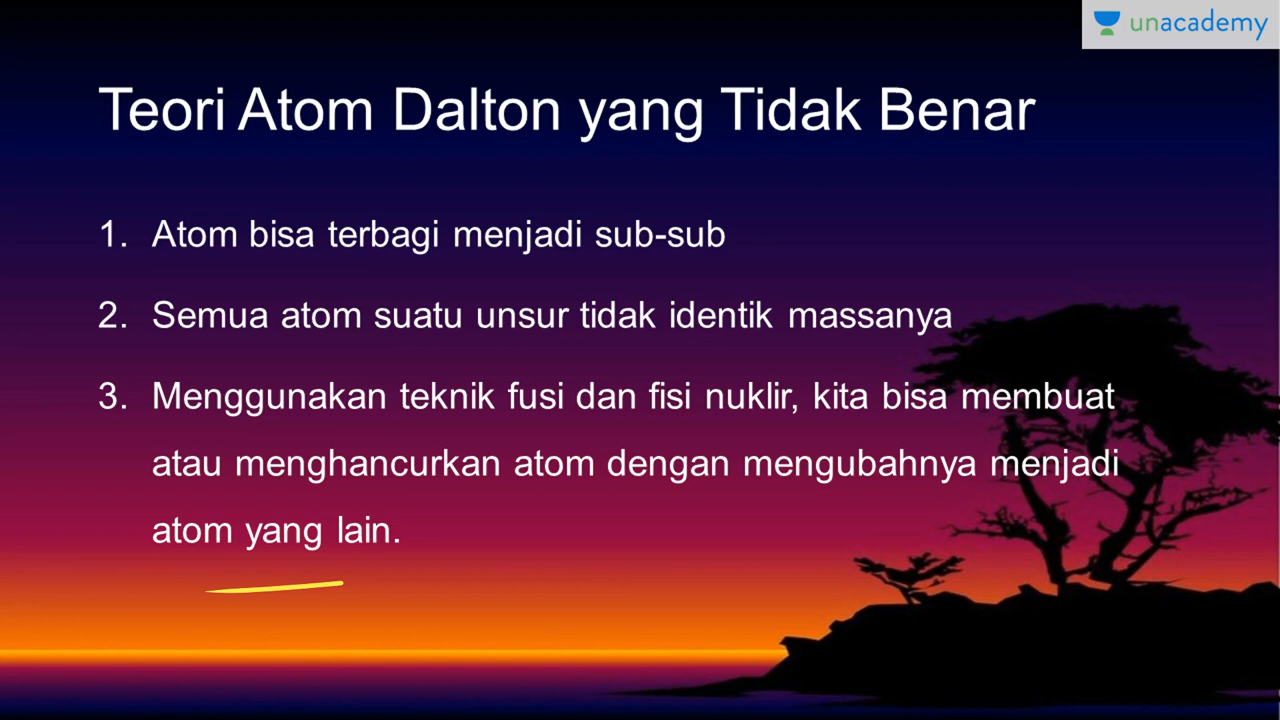 unacademy
Teori Atom Dalton yang Tidak Benar
1. Atom bisa terbagi menjadi sub-sub
2. Semua atom suatu unsur tidak identik massanya
3. Menggunakan teknik fusi dan fisi nuklir, kita bisa membuat
atau menghancurkan atom dengan mengubahnya menjadi
atom yang lain.